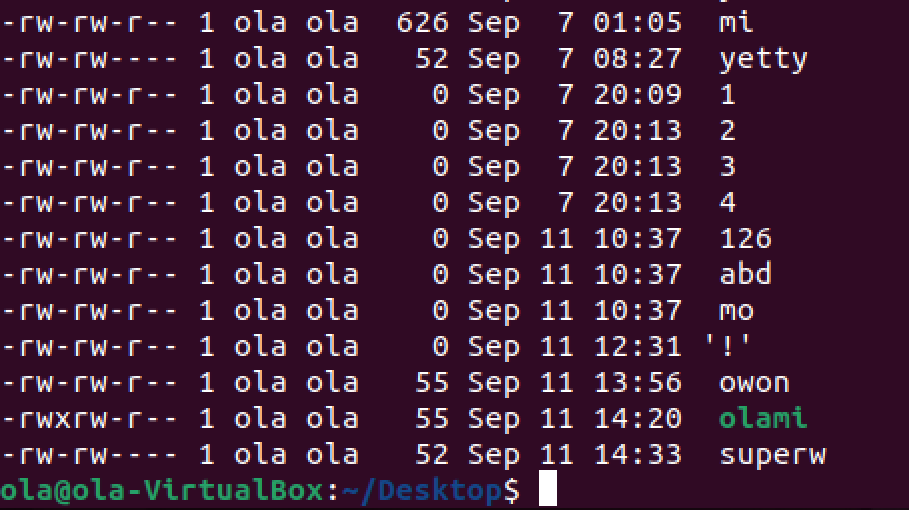 -rw-rw-r-- 1 ola ola  626 Sep  7 01:05  mi
-rw-rw---- 1 ola ola   52 Sep  7 08:27  yetty
-rw-rw-r-- 1 ola ola    0 Sep  7 20:09  1
-rw-rw-r-- 1 ola ola    0 Sep  7 20:13  2
-rw-rw-r-- 1 ola ola    0 Sep  7 20:13  3
-rw-rw-r-- 1 ola ola    0 Sep  7 20:13  4
-rw-rw-r-- 1 ola ola    0 Sep 11 10:37  126
-rw-rw-r-- 1 ola ola    0 Sep 11 10:37  abd
-rw-rw-r-- 1 ola ola    0 Sep 11 10:37  mo
-rw-rw-r-- 1 ola ola    0 Sep 11 12:31 '!'
-rw-rw-r-- 1 ola ola   55 Sep 11 13:56  owon
-rwxrw-r-- 1 ola ola   55 Sep 11 14:20  olami
-rw-rw---- 1 ola ola   52 Sep 11 14:33  superw
ola@ola-VirtualBox:~/Desktop$